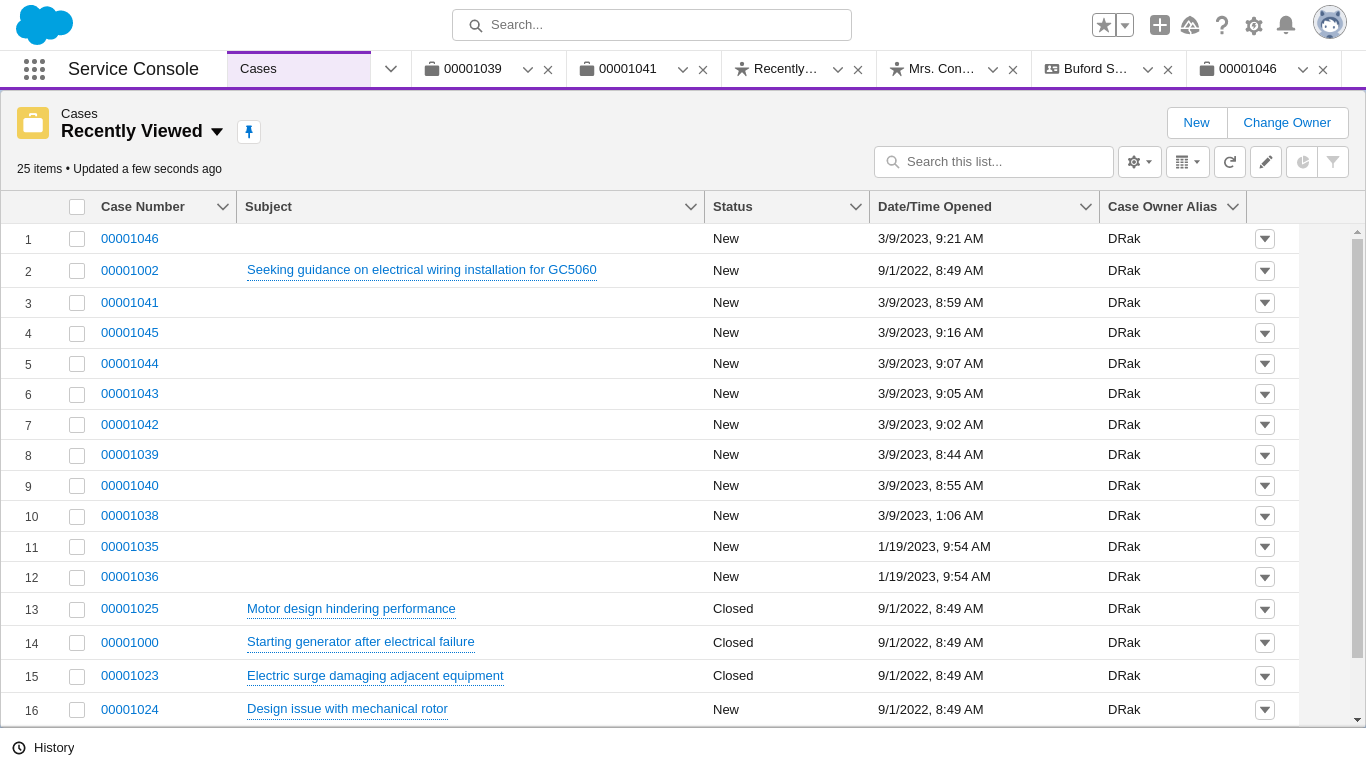 Search...
Service Console
Cases
00001039
00001041
Recently…
Mrs. Con…
Buford S…
00001046
Cases
Recently Viewed
New
Change Owner
25 items • Updated a few seconds ago
Search this list...
Case Number Subject Status Date/Time Opened Case Owner Alias
1 00001046 New 3/9/2023, 9:21 AM DRak
2 00001002 Seeking guidance on electrical wiring installation for GC5060 New 9/1/2022, 8:49 AM DRak
3 00001041 New 3/9/2023, 8:59 AM DRak
4 00001045 New 3/9/2023, 9:16 AM DRak
5 00001044 New 3/9/2023, 9:07 AM DRak
6 00001043 New 3/9/2023, 9:05 AM DRak
7 00001042 New 3/9/2023, 9:02 AM DRak
8 00001039 New 3/9/2023, 8:44 AM DRak
9 00001040 New 3/9/2023, 8:55 AM DRak
10 00001038 New 3/9/2023, 1:06 AM DRak
11 00001035 New 1/19/2023, 9:54 AM DRak
12 00001036 New 1/19/2023, 9:54 AM DRak
13 00001025 Motor design hindering performance Closed 9/1/2022, 8:49 AM DRak
14 00001000 Starting generator after electrical failure Closed 9/1/2022, 8:49 AM DRak
15 00001023 Electric surge damaging adjacent equipment Closed 9/1/2022, 8:49 AM DRak
16 00001024 Design issue with mechanical rotor New 9/1/2022, 8:49 AM DRak
History